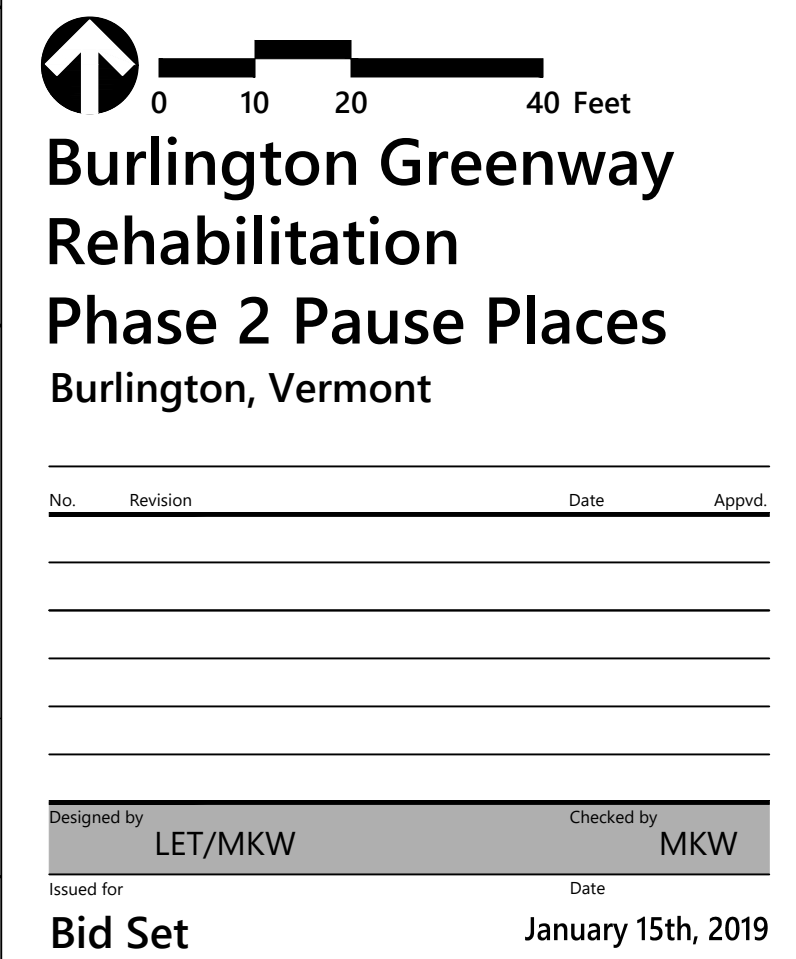 0 10 20 40 Feet
Burlington Greenway
Rehabilitation
Phase 2 Pause Places
Burlington, Vermont
No. Revision Date Appvd.
Designed by Checked by
LET/MKW MKW
Issued for Date
Bid Set January 15th, 2019